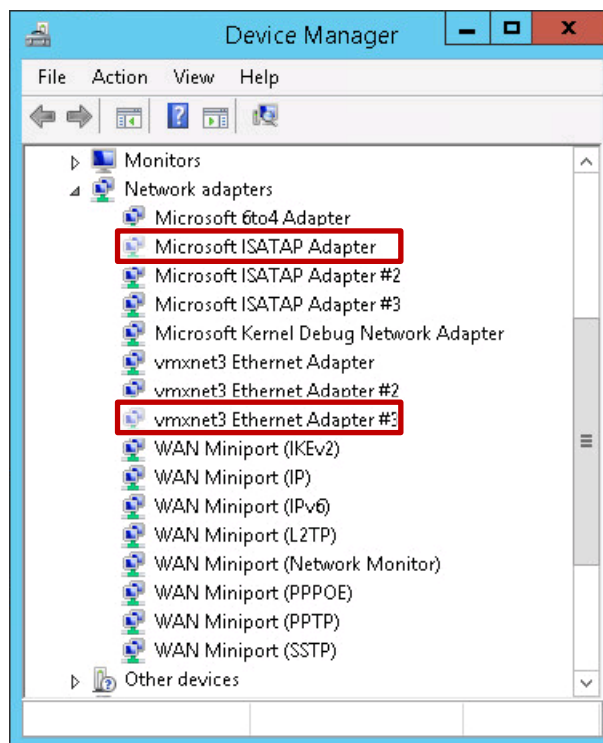 Device Manager
File Action View Help
Monitors
Network adapters
Microsoft 6to4 Adapter
Microsoft ISATAP Adapter
Microsoft ISATAP Adapter #2
Microsoft ISATAP Adapter #3
Microsoft Kernel Debug Network Adapter
vmxnet3 Ethernet Adapter
vmxnet3 Ethernet Adapter #2
vmxnet3 Ethernet Adapter #3
WAN Miniport (IKEv2)
WAN Miniport (IP)
WAN Miniport (IPv6)
WAN Miniport (L2TP)
WAN Miniport (Network Monitor)
WAN Miniport (PPPOE)
WAN Miniport (PPTP)
WAN Miniport (SSTP)
Other devices